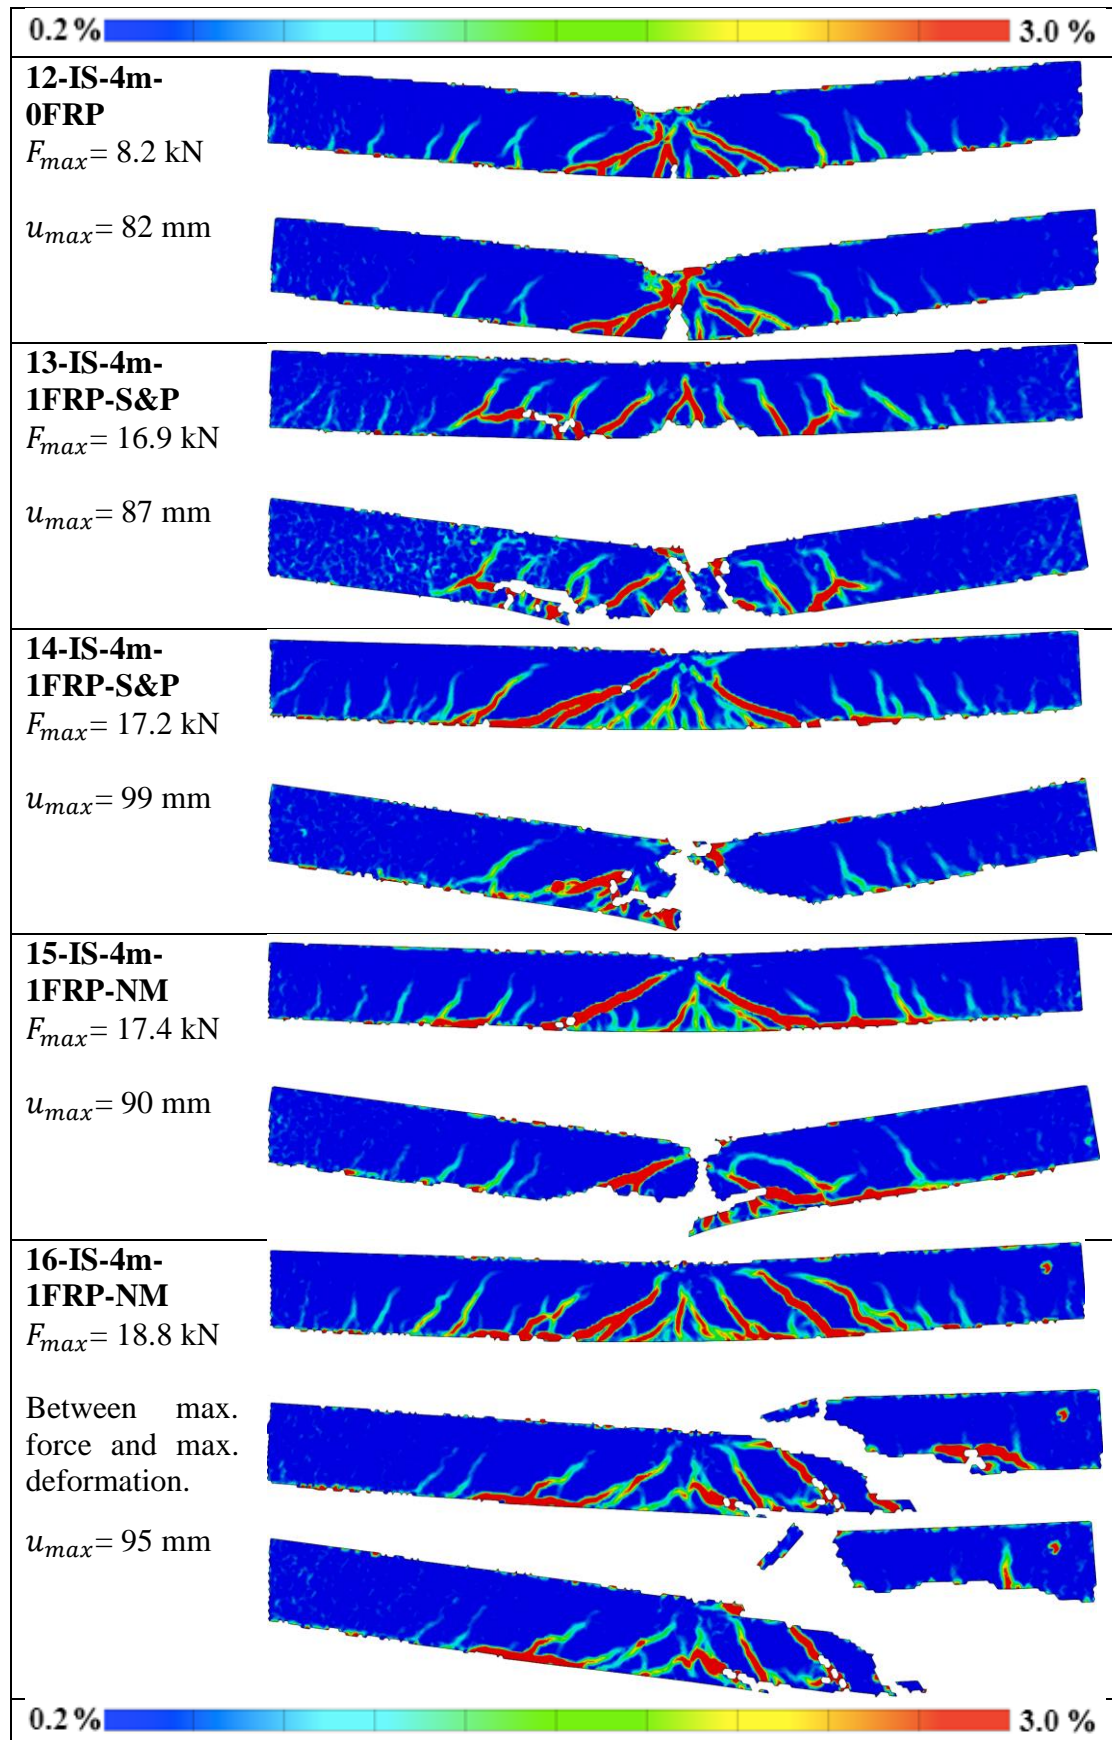 0.2 % 3.0 %
12-IS-4m-
0FRP
𝐹𝑚𝑎𝑥= 8.2 kN
𝑢𝑚𝑎𝑥= 82 mm
13-IS-4m-
1FRP-S&P
𝐹𝑚𝑎𝑥= 16.9 kN
𝑢𝑚𝑎𝑥= 87 mm
14-IS-4m-
1FRP-S&P
𝐹𝑚𝑎𝑥= 17.2 kN
𝑢𝑚𝑎𝑥= 99 mm
15-IS-4m-
1FRP-NM
𝐹𝑚𝑎𝑥= 17.4 kN
𝑢𝑚𝑎𝑥= 90 mm
16-IS-4m-
1FRP-NM
𝐹𝑚𝑎𝑥= 18.8 kN
Between max.
force and max.
deformation.
𝑢𝑚𝑎𝑥= 95 mm
0.2 % 3.0 %